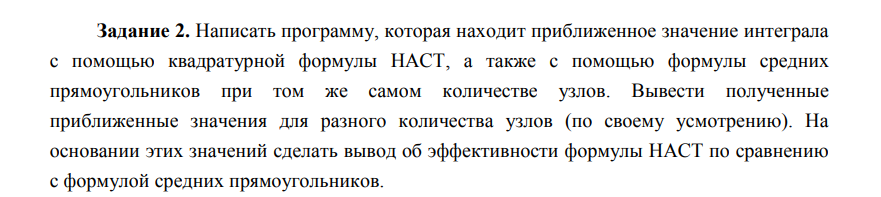 Задание 2. Написать программу, которая находит приближенное значение интеграла
с помощью квадратурной формулы НАСТ, а также с помощью формулы средних
прямоугольников при том же самом количестве узлов. Вывести полученные
приближенные значения для разного количества узлов (по своему усмотрению). На
основании этих значений сделать вывод об эффективности формулы НАСТ по сравнению
с формулой средних прямоугольников.